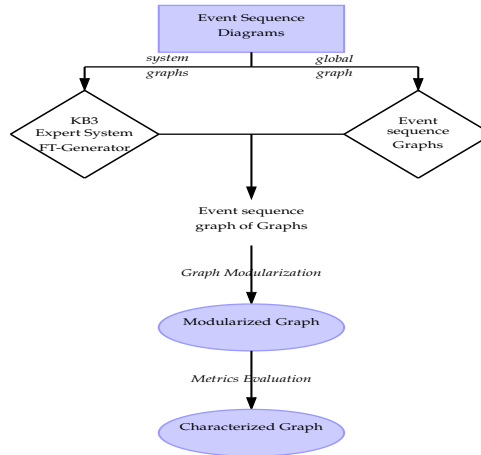 Event Sequence
Diagrams
system
graphs
global
graph
KB3
Expert System
FT-Generator
Event
sequence
Graphs
Event sequence
graph of Graphs
Graph Modularization
Modularized Graph
Metrics Evaluation
Characterized Graph